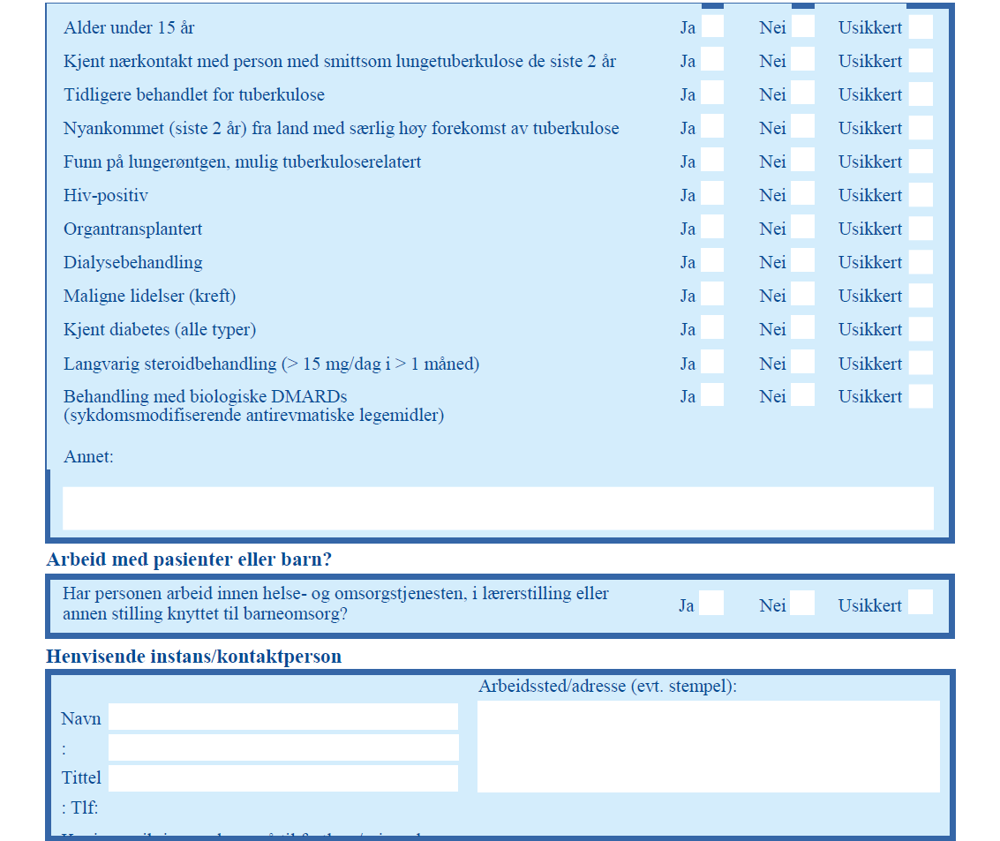 Alder under 15 år Ja Nei Usikkert
Kjent nærkontakt med person med smittsom lungetuberkulose de siste 2 år Ja Nei Usikkert
Tidligere behandlet for tuberkulose Ja Nei Usikkert
Nyankommet (siste 2 år) fra land med særlig høy forekomst av tuberkulose Ja Nei Usikkert
Funn på lungerøntgen, mulig tuberkuloserelatert Ja Nei Usikkert
Hiv-positiv Ja Nei Usikkert
Organtransplantert Ja Nei Usikkert
Dialysebehandling Ja Nei Usikkert
Maligne lidelser (kreft) Ja Nei Usikkert
Kjent diabetes (alle typer) Ja Nei Usikkert
Langvarig steroidbehandling (> 15 mg/dag i > 1 måned) Ja Nei Usikkert
Behandling med biologiske DMARDs Ja Nei Usikkert
(sykdomsmodifiserende antirevmatiske legemidler)
Annet:
Arbeid med pasienter eller barn?
Har personen arbeid innen helse- og omsorgstjenesten, i lærerstilling eller
annen stilling knyttet til barneomsorg? Ja Nei Usikkert
Henvisende instans/kontaktperson
Arbeidssted/adresse (evt. stempel):
Navn
:
Tittel
: Tlf: